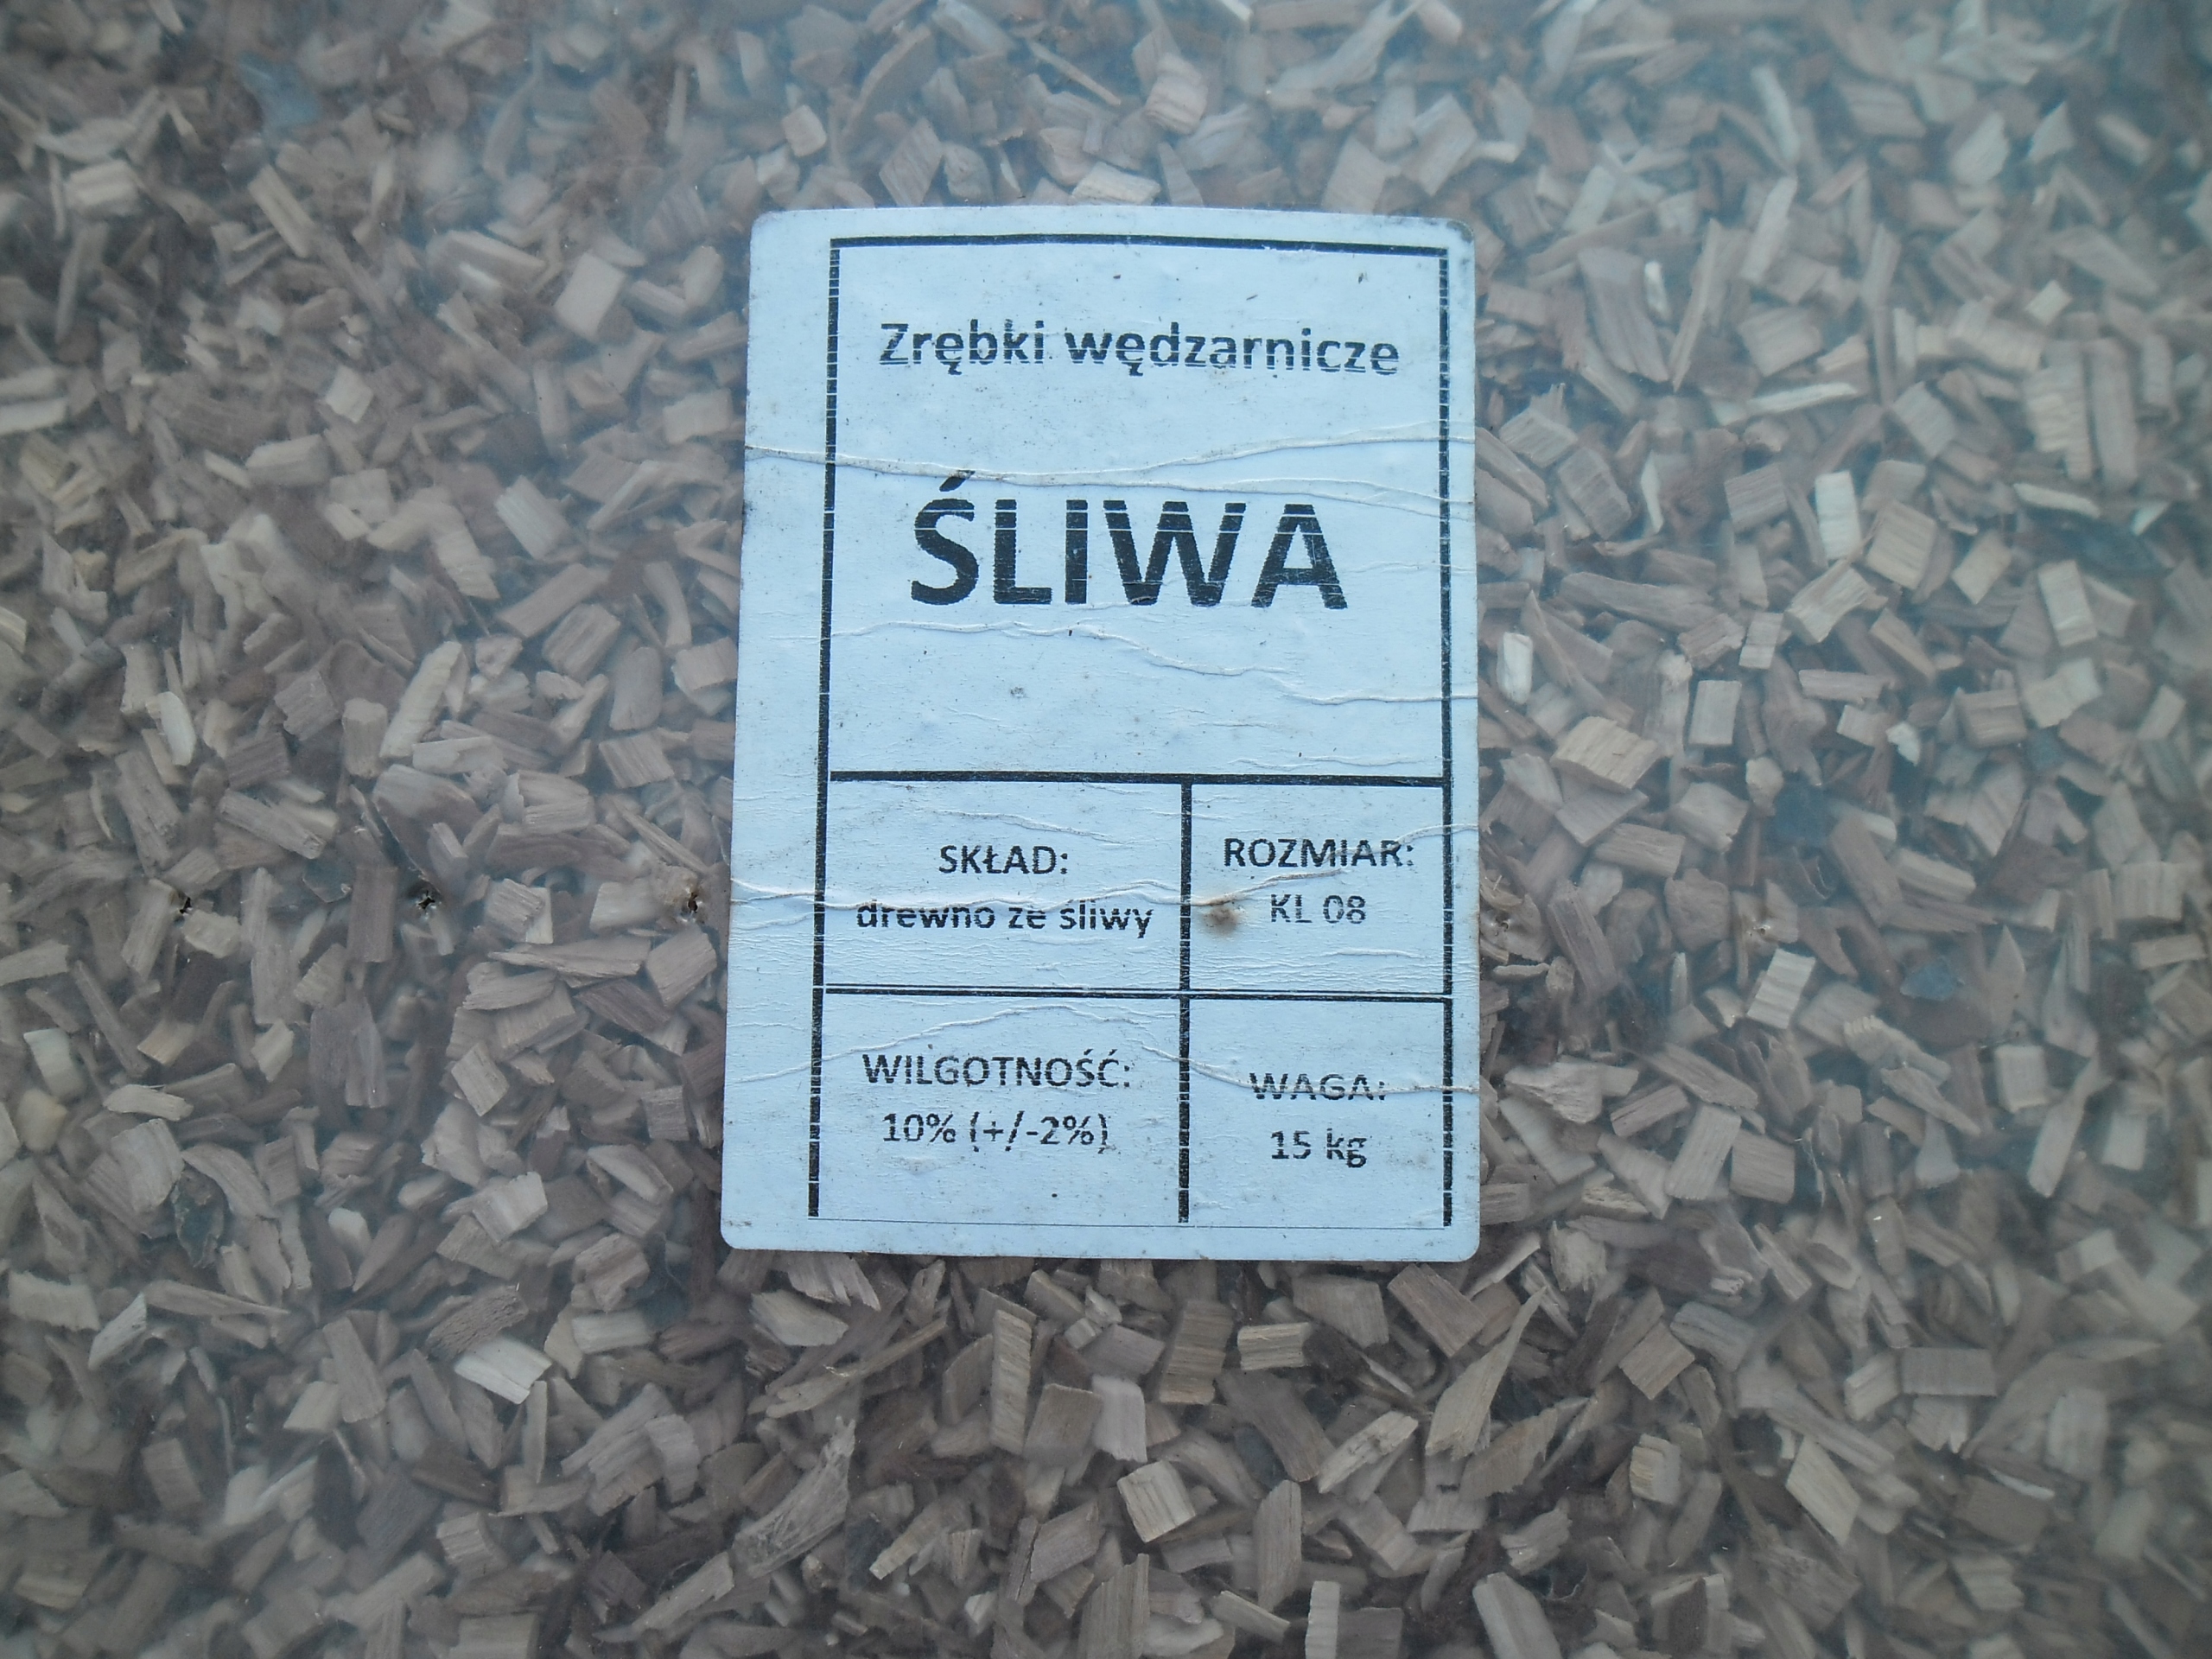 Zrębki wędzarnicze
ŚLIWA
SKŁAD:
drewno ze śliwy
ROZMIAR:
KL 08
WILGOTNOŚĆ:
10% (+/-2%)
WAGA:
15 kg